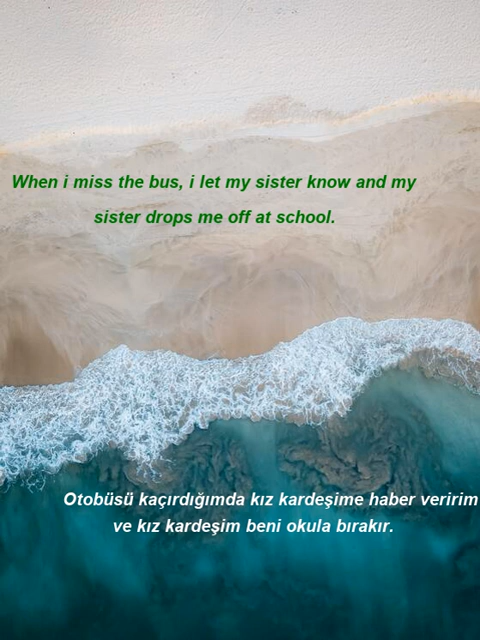 When i miss the bus, i let my sister know and my
sister drops me off at school.
Otobüsü kaçırdığımda kız kardeşime haber veririm
ve kız kardeşim beni okula bırakır.